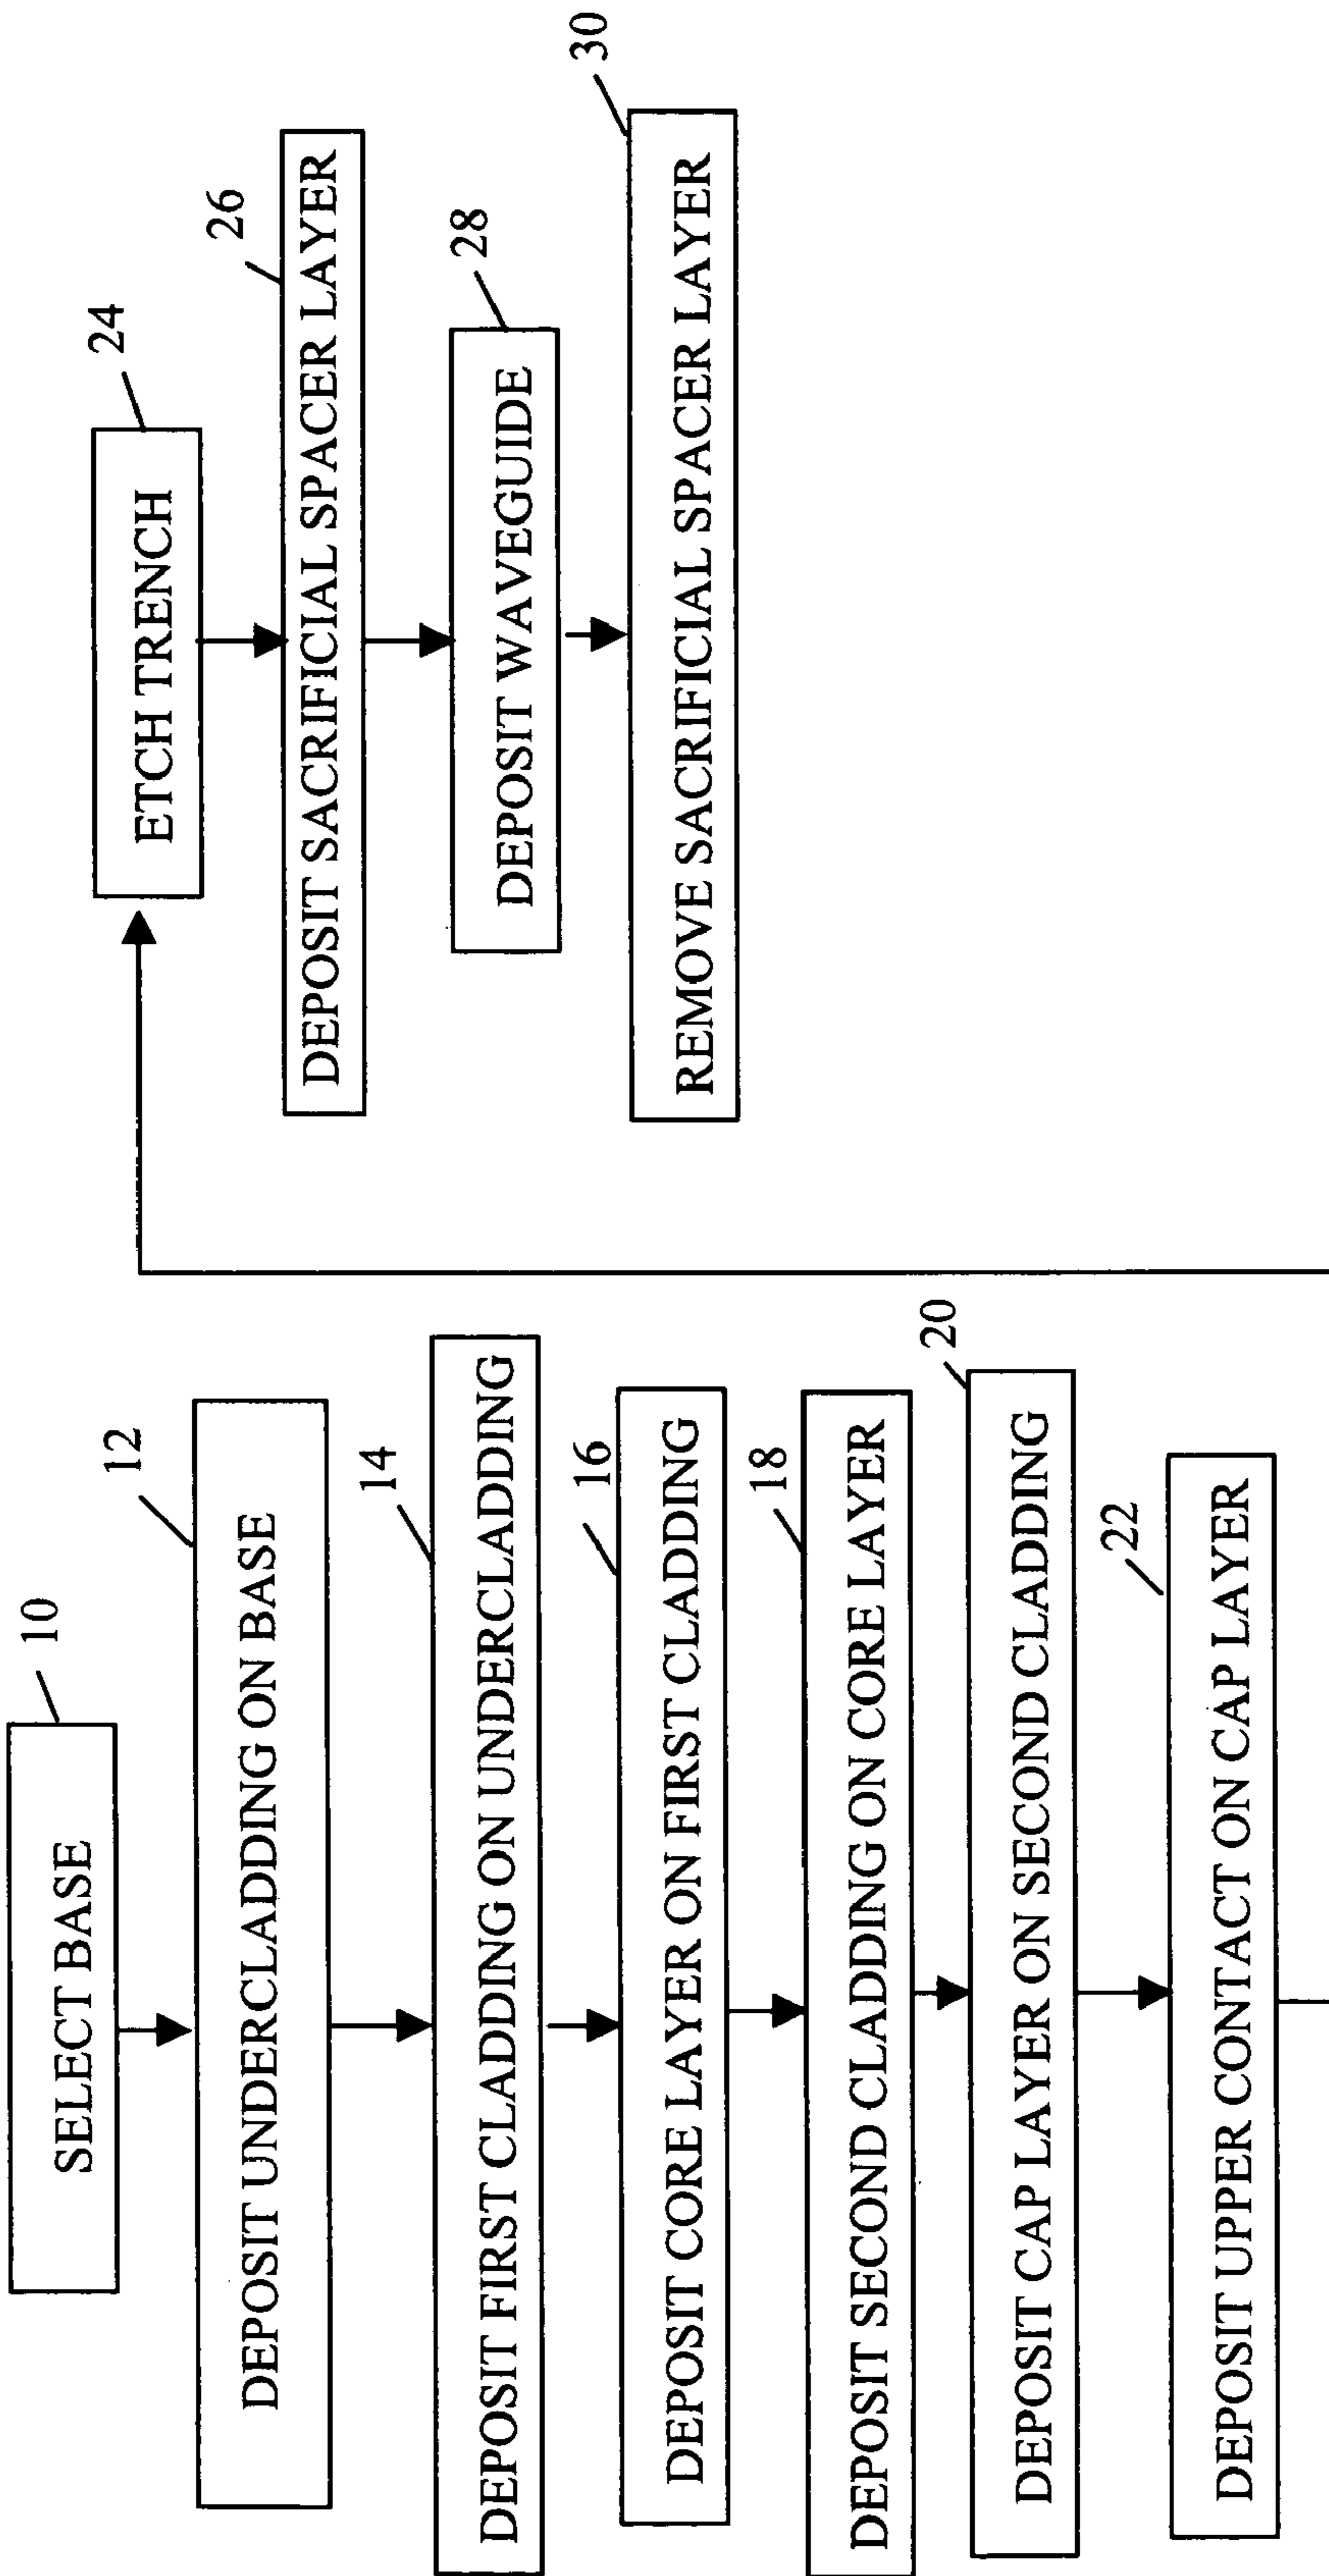 SELECT BASE
10
DEPOSIT UNDERCLADDING ON BASE
12
DEPOSIT FIRST CLADDING ON UNDERCLADDING
14
DEPOSIT CORE LAYER ON FIRST CLADDING
16
DEPOSIT SECOND CLADDING ON CORE LAYER
18
DEPOSIT CAP LAYER ON SECOND CLADDING
20
DEPOSIT UPPER CONTACT ON CAP LAYER
22
ETCH TRENCH
24
DEPOSIT SACRIFICIAL SPACER LAYER
26
DEPOSIT WAVEGUIDE
28
REMOVE SACRIFICIAL SPACER LAYER
30